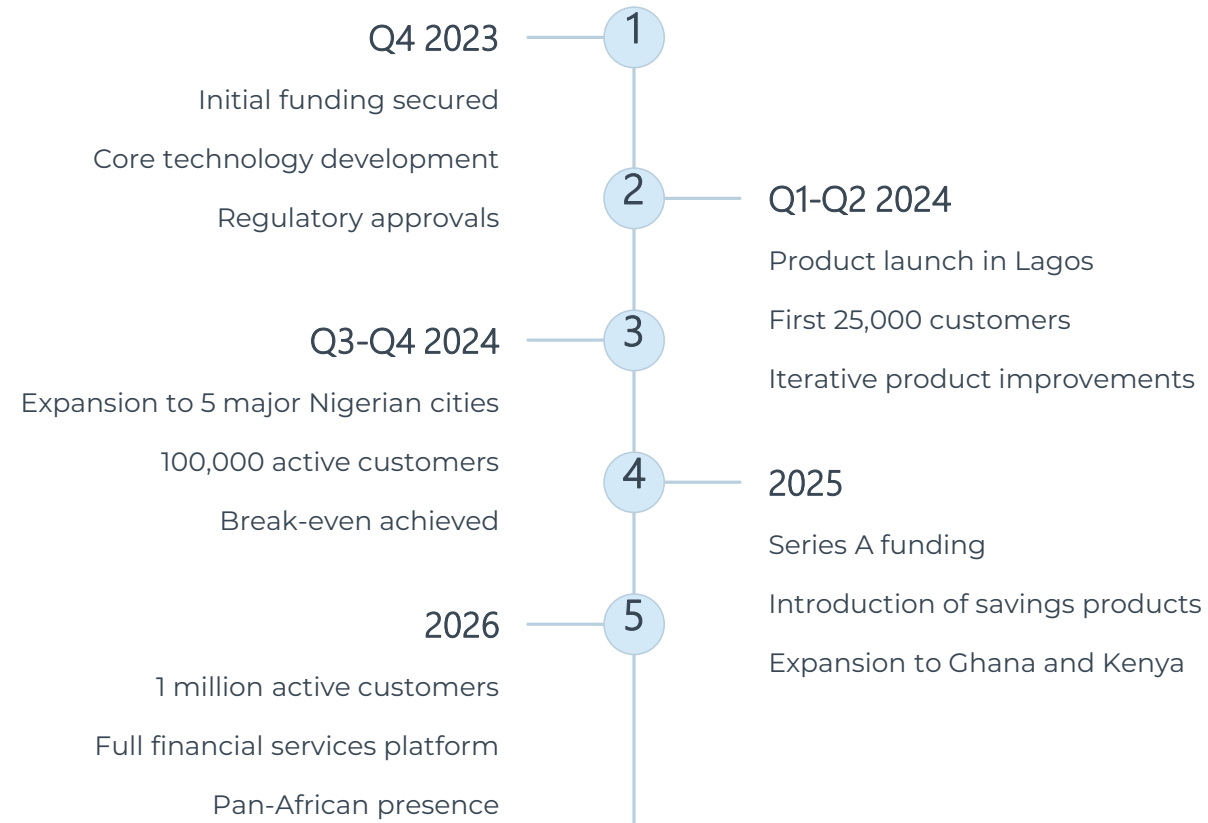 1
Q4 2023
Initial funding secured
Core technology development
Regulatory approvals
2
Q1-Q2 2024
Product launch in Lagos
First 25,000 customers
Iterative product improvements
3
Q3-Q4 2024
Expansion to 5 major Nigerian cities
100,000 active customers
Break-even achieved
4
2025
Series A funding
Introduction of savings products
Expansion to Ghana and Kenya
5
2026
1 million active customers
Full financial services platform
Pan-African presence